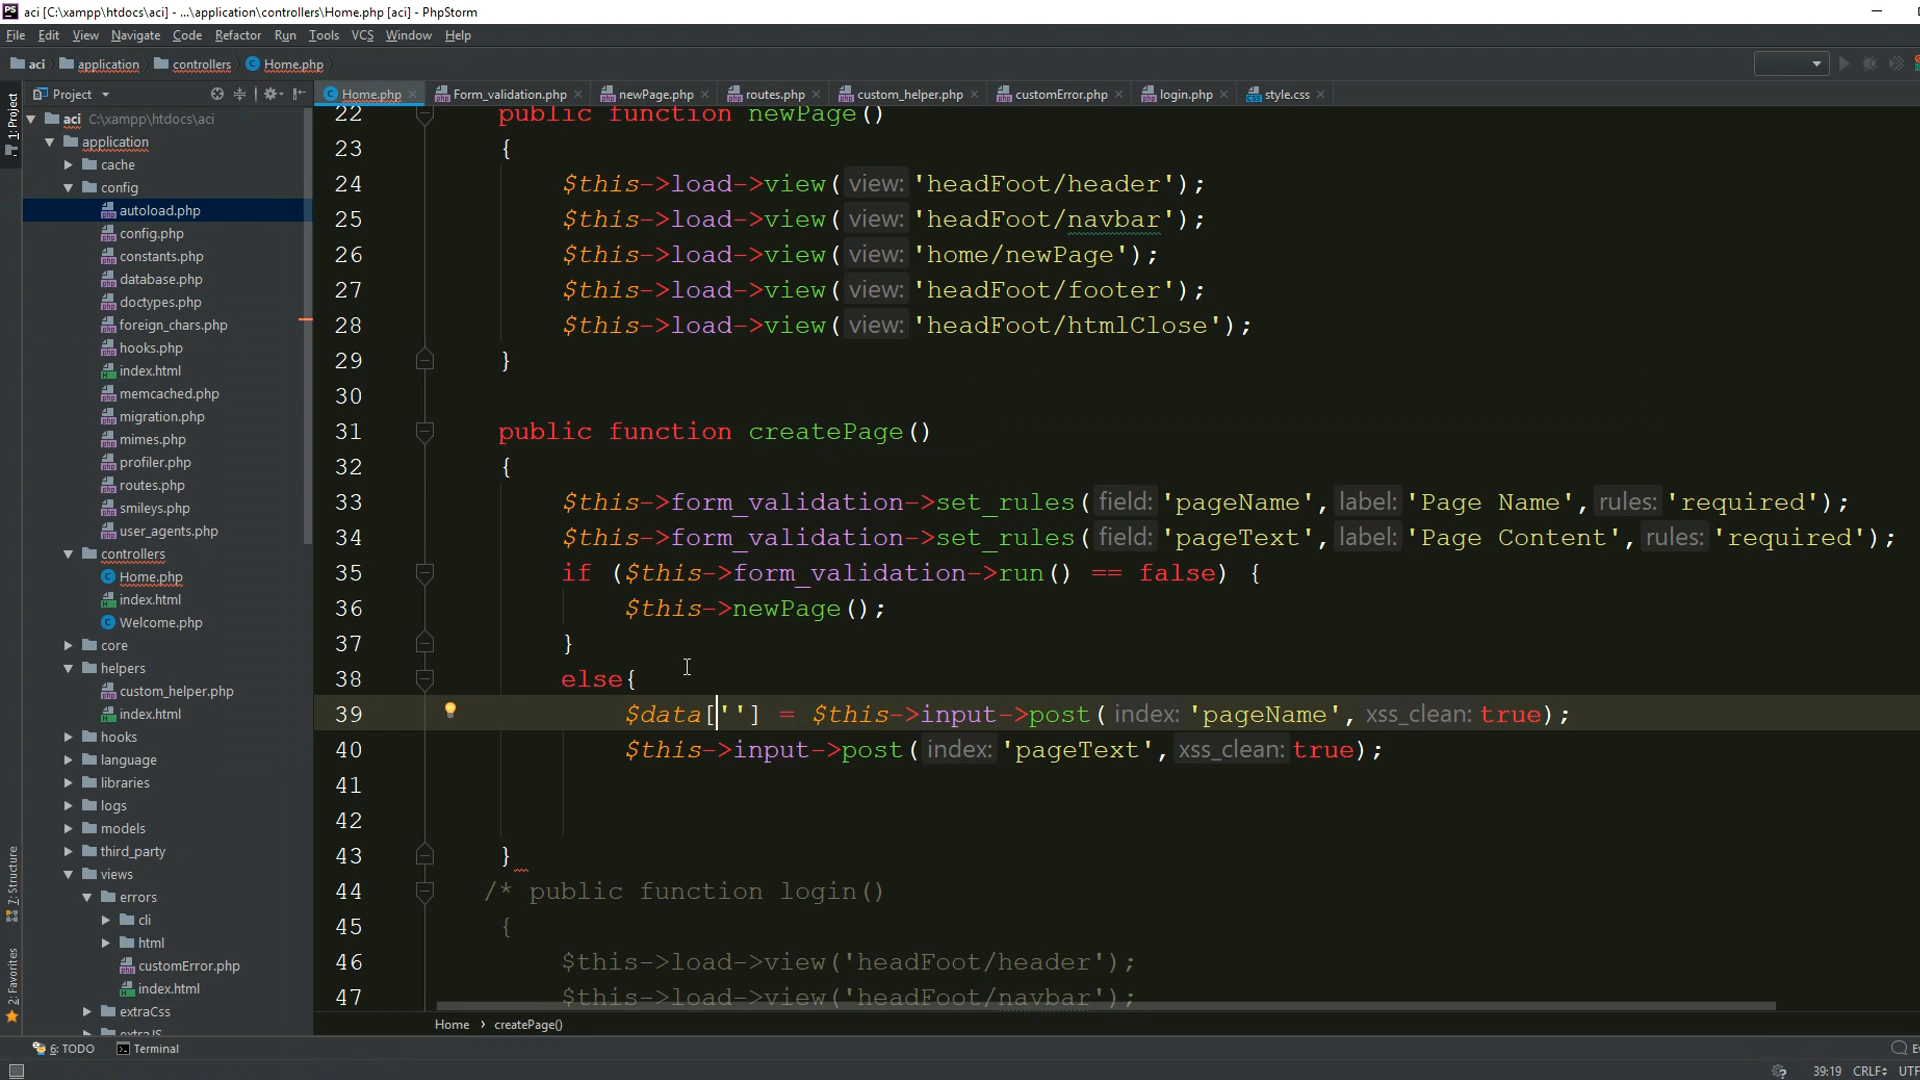 aci [C:\xampp\htdocs\aci] - ...\application\controllers\Home.php [aci] - PhpStorm
File Edit View Navigate Code Refactor Run Tools VCS Window Help
aci application controllers Home.php
Project
Home.php Form_validation.php newPage.php routes.php custom_helper.php customError.php login.php style.css
1: Project
7: Structure
2: Favorites
aci C:\xampp\htdocs\aci
application
cache
config
autoload.php
config.php
constants.php
database.php
doctypes.php
foreign_chars.php
hooks.php
index.html
memcached.php
migration.php
mimes.php
profiler.php
routes.php
smileys.php
user_agents.php
controllers
Home.php
index.html
Welcome.php
core
helpers
custom_helper.php
index.html
hooks
language
libraries
logs
models
third_party
views
errors
cli
html
customError.php
index.html
extraCss
extraJS
22 public function newPage()
23 {
24 $this->load->view( view: 'headFoot/header');
25 $this->load->view( view: 'headFoot/navbar');
26 $this->load->view( view: 'home/newPage');
27 $this->load->view( view: 'headFoot/footer');
28 $this->load->view( view: 'headFoot/htmlClose');
29 }
30
31 public function createPage()
32 {
33 $this->form_validation->set_rules( field: 'pageName', label: 'Page Name', rules: 'required');
34 $this->form_validation->set_rules( field: 'pageText', label: 'Page Content', rules: 'required');
35 if ($this->form_validation->run() == false) {
36 $this->newPage();
37 }
38 else{
39 $data[''] = $this->input->post( index: 'pageName', xss_clean: true);
40 $this->input->post( index: 'pageText', xss_clean: true);
41
42
43 }
44 /* public function login()
45 {
46 $this->load->view('headFoot/header');
47 $this->load->view('headFoot/navbar');
Home › createPage()
6: TODO Terminal
39:19 CRLF